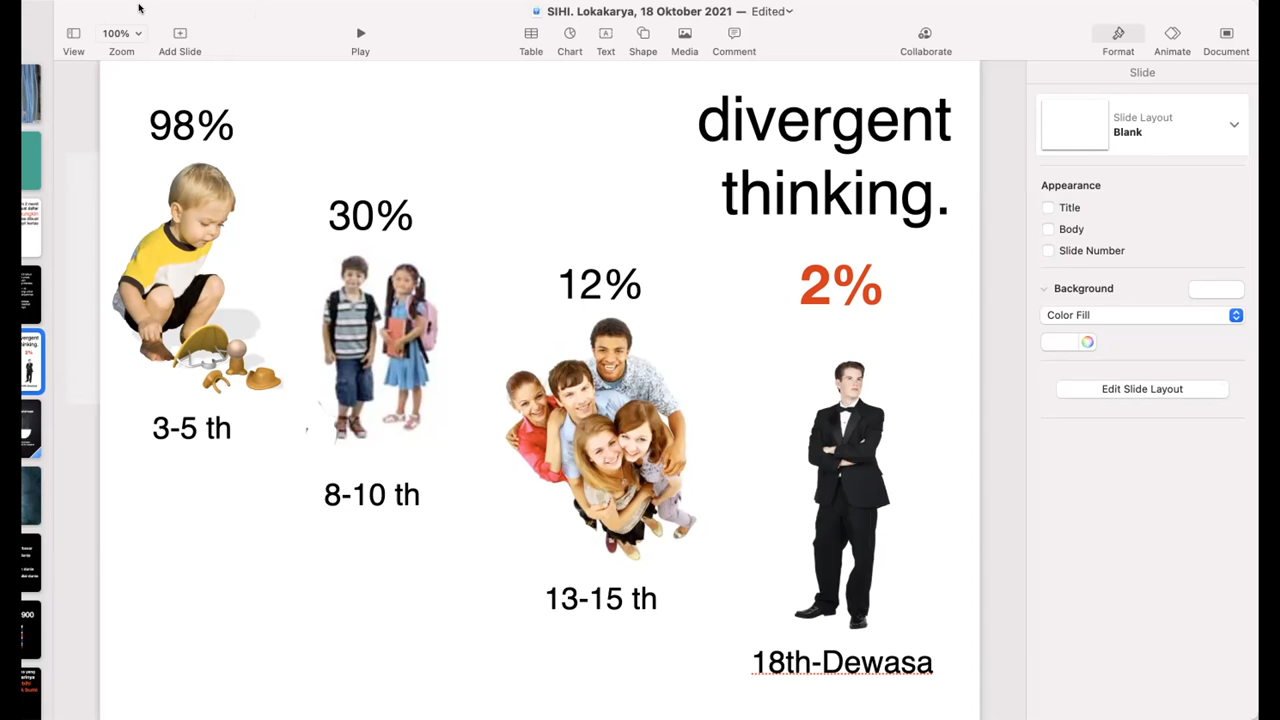 SIHI. Lokakarya, 18 Oktober 2021 — Edited
100%
View
Zoom
Add Slide
Play
Table
Chart
Text
Shape
Media
Comment
Collaborate
Format
Animate
Document
98%
3-5 th
30%
8-10 th
12%
13-15 th
divergent
thinking.
2%
18th-Dewasa
Slide
Slide Layout
Blank
Appearance
Title
Body
Slide Number
Background
Color Fill
Edit Slide Layout